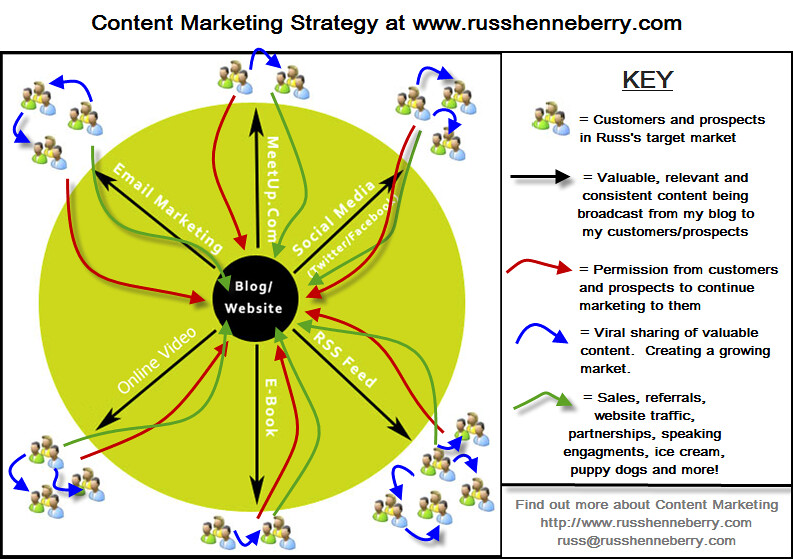 Content Marketing Strategy at www.russhenneberry.com
Email Marketing
MeetUp.Com
Social Media
(Twitter/Facebook)
Blog/
Website
Online Video
E-Book
RSS Feed
KEY
= Customers and prospects
in Russ's target market
= Valuable, relevant and
consistent content being
broadcast from my blog to
my customers/prospects
= Permission from customers
and prospects to continue
marketing to them
= Viral sharing of valuable
content. Creating a growing
market.
= Sales, referrals,
website traffic,
partnerships, speaking
engagments, ice cream,
puppy dogs and more!
Find out more about Content Marketing
http://www.russhenneberry.com
russ@russhenneberry.com